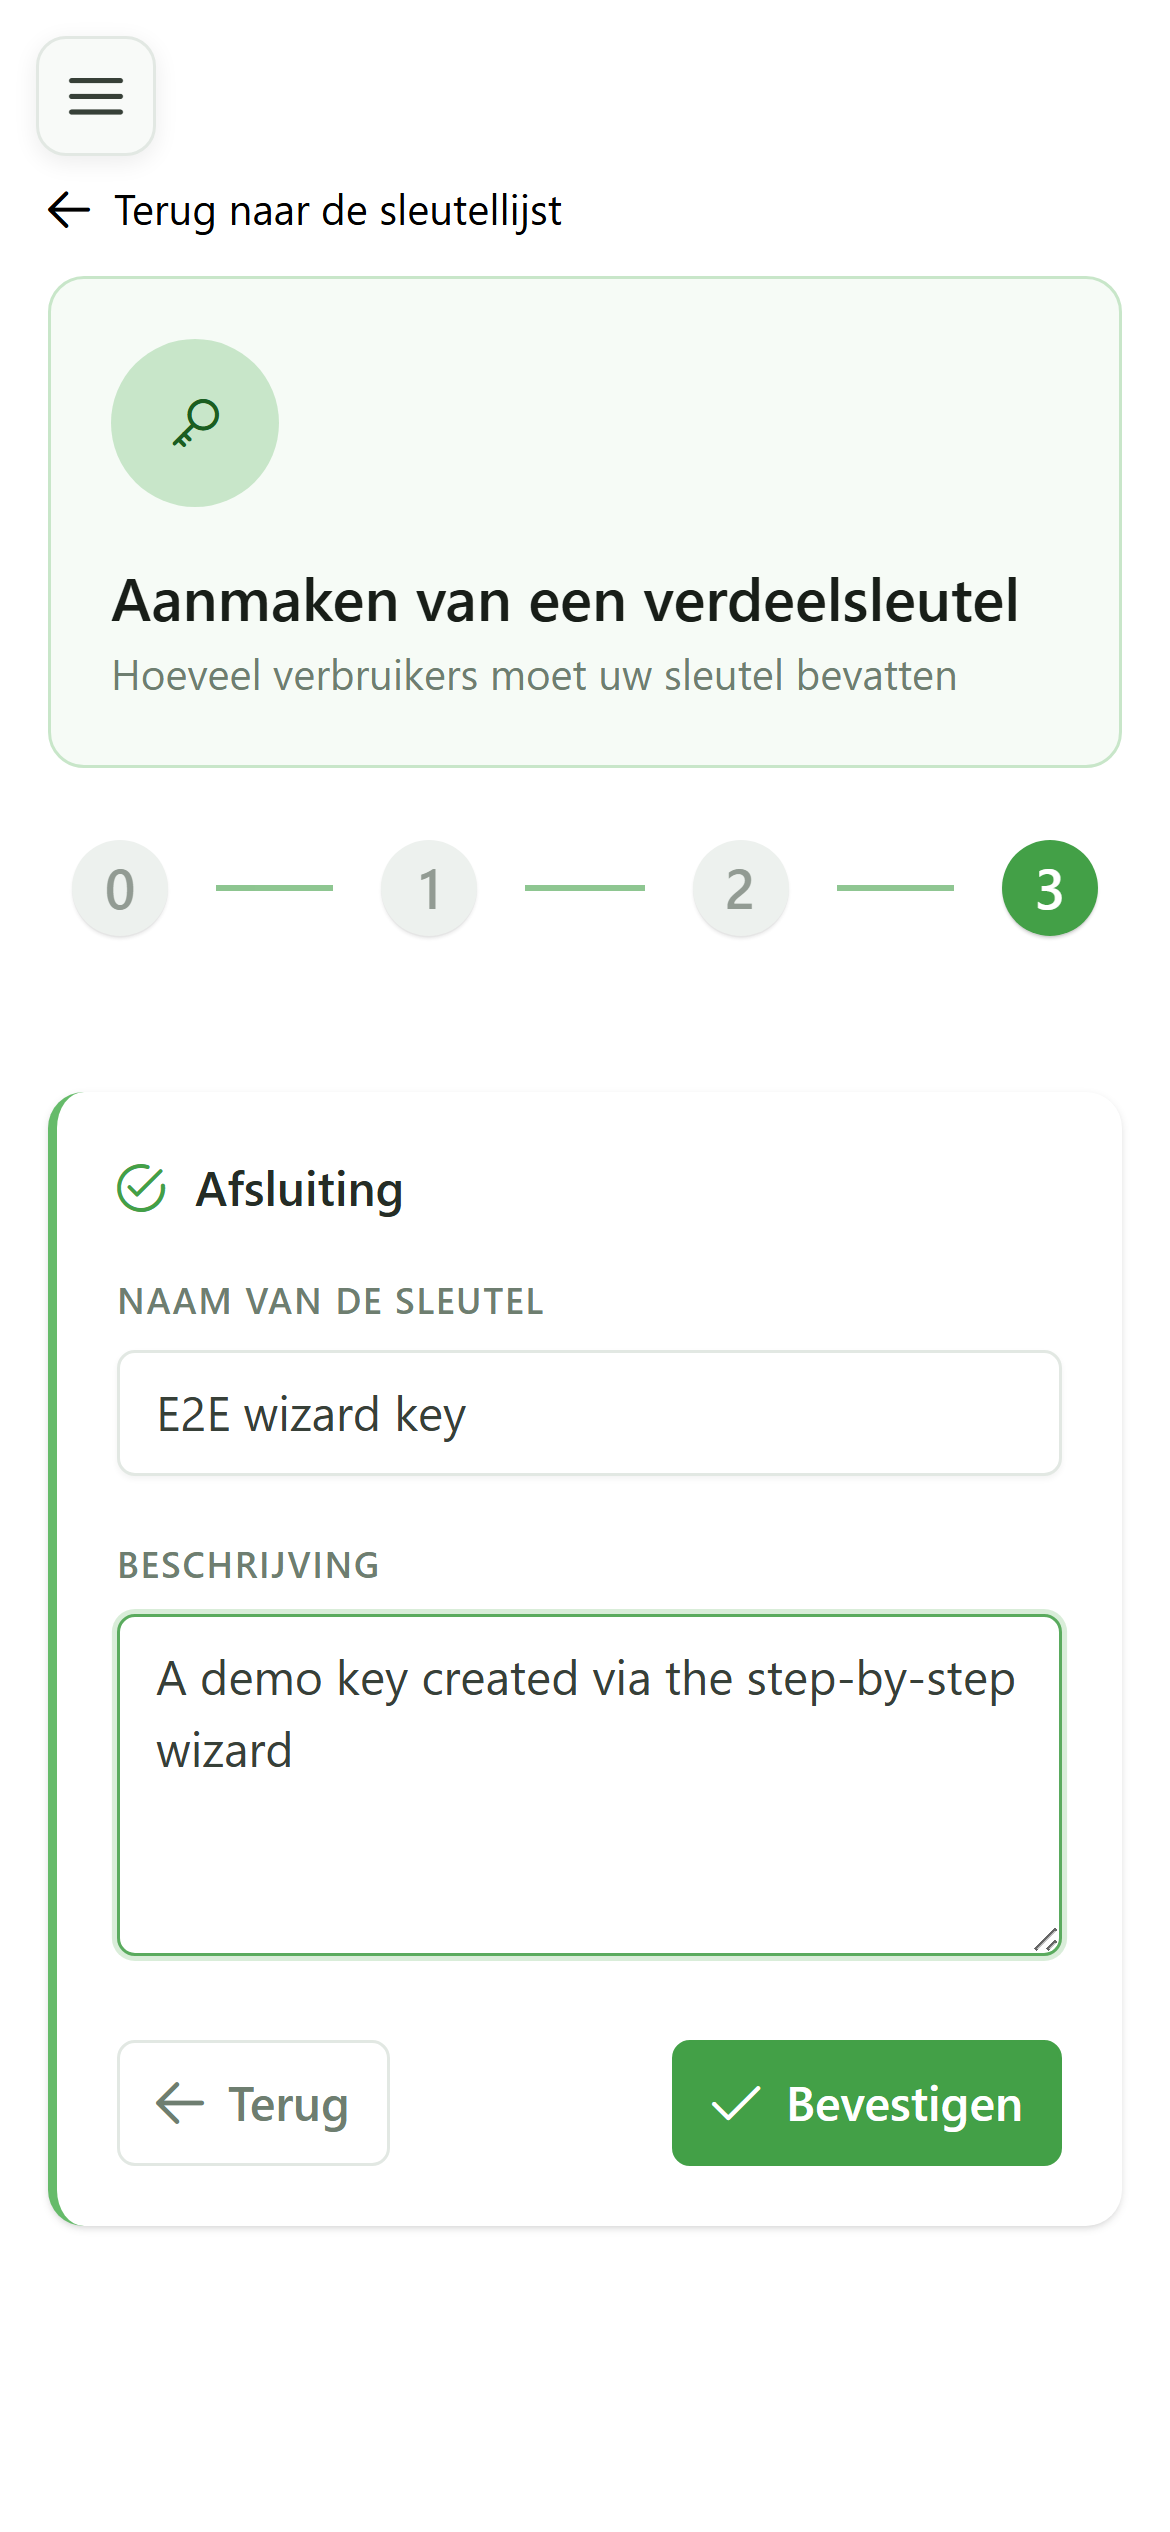 Terug naar de sleutellijst
Aanmaken van een verdeelsleutel
Hoeveel verbruikers moet uw sleutel bevatten
0 1 2 3
Afsluiting
NAAM VAN DE SLEUTEL
E2E wizard key
BESCHRIJVING
A demo key created via the step-by-step
wizard
Terug Bevestigen